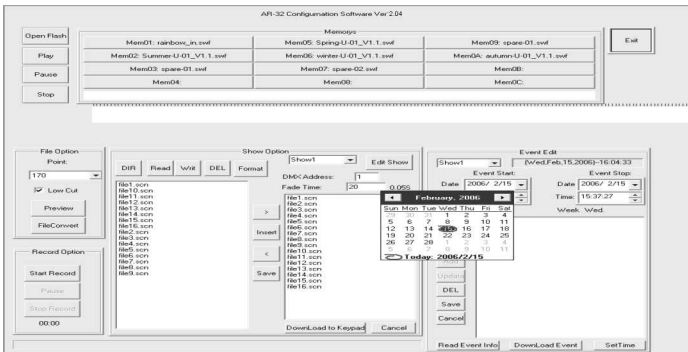 AR-32 Configumation Software Ver 2.04
Open Flash
Play
Pause
Stop
Memorys
Mem01: rainbow_in.swf
Mem05: Spring-U-01_V1.1.swf
Mem09: spare-01.swf
Mem02: Summer-U-01_V1.1.swf
Mem06: winter-U-01_V1.1.swf
Mem0A: autumn-U-01_V1.1.swf
Mem03: spare-01.swf
Mem07: spare-02.swf
Mem0B:
Mem04:
Mem08:
Mem0C:
Exit
File Option
Point:
170
Low Cut
Preview
FileConvert
Record Option
Start Record
Pause
Stop Record
00:00
Show Option
DIR
Read
Writ
DEL
Format
Show1
Edit Show
DMX Address:
1
Fade Time:
20
0.05S
file1.scn
file10.scn
file11.scn
file12.scn
file13.scn
file14.scn
file15.scn
file16.scn
file2.scn
file3.scn
file4.scn
file5.scn
file6.scn
file7.scn
file8.scn
file9.scn
>
Insert
<
Save
file1.scn
file2.scn
file3.scn
file4.scn
file5.scn
file6.scn
file7.scn
file8.scn
file9.scn
file10.scn
file11.scn
file12.scn
file13.scn
file14.scn
file15.scn
file16.scn
DownLoad to Keypad
Cancel
Event Edit
Show1
(Wed,Feb,15,2006)--16:04:33
Event Start:
Event Stop:
Date
2006/ 2/15
Date
2006/ 2/15
Time:
15:37:27
Week: Wed.
February, 2006
Sun Mon Tue Wed Thu Fri Sat
29 30 31 1 2 3 4
5 6 7 8 9 10 11
12 13 14 15 16 17 18
19 20 21 22 23 24 25
26 27 28 1 2 3 4
5 6 7 8 9 10 11
Today: 2006/2/15
Update
DEL
Save
Cancel
Read Event Info
DownLoad Event
SetTime